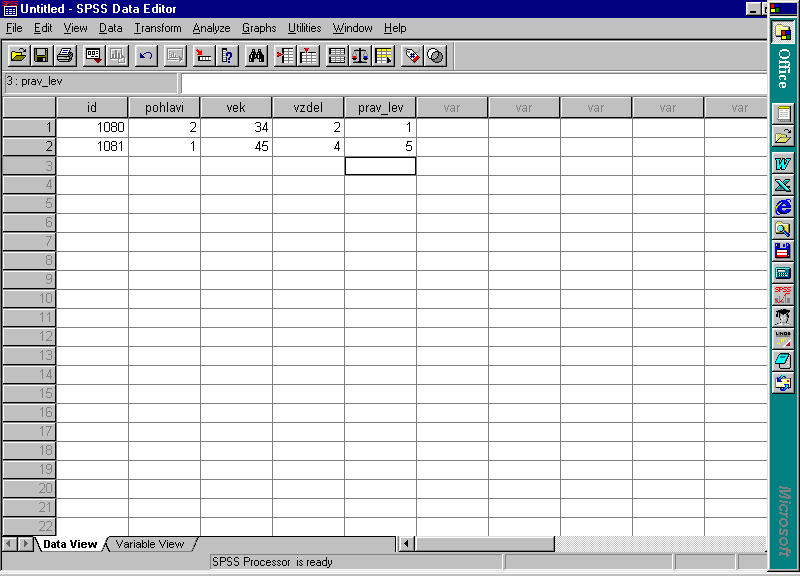 Untitled - SPSS Data Editor
File Edit View Data Transform Analyze Graphs Utilities Window Help
3 : prav_lev
id pohlavi vek vzdel prav_lev var var var var var
1 1080 2 34 2 1
2 1081 1 45 4 5
3
4
5
6
7
8
9
10
11
12
13
14
15
16
17
18
19
20
21
22
Data View Variable View
SPSS Processor is ready
Office
SPSS
Microsoft